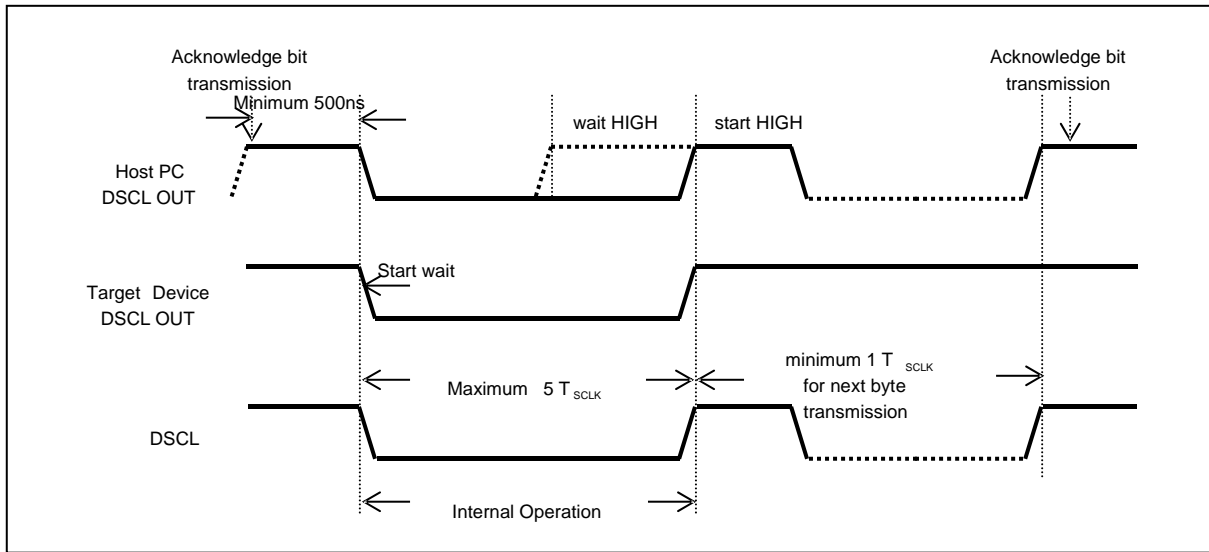 Acknowledge bit
transmission
Acknowledge bit
transmission
Minimum 500ns
wait HIGH
start HIGH
Host PC
DSCL OUT
Start wait
Target Device
DSCL OUT
Maximum 5 T SCLK
minimum 1 T SCLK
for next byte
transmission
DSCL
Internal Operation